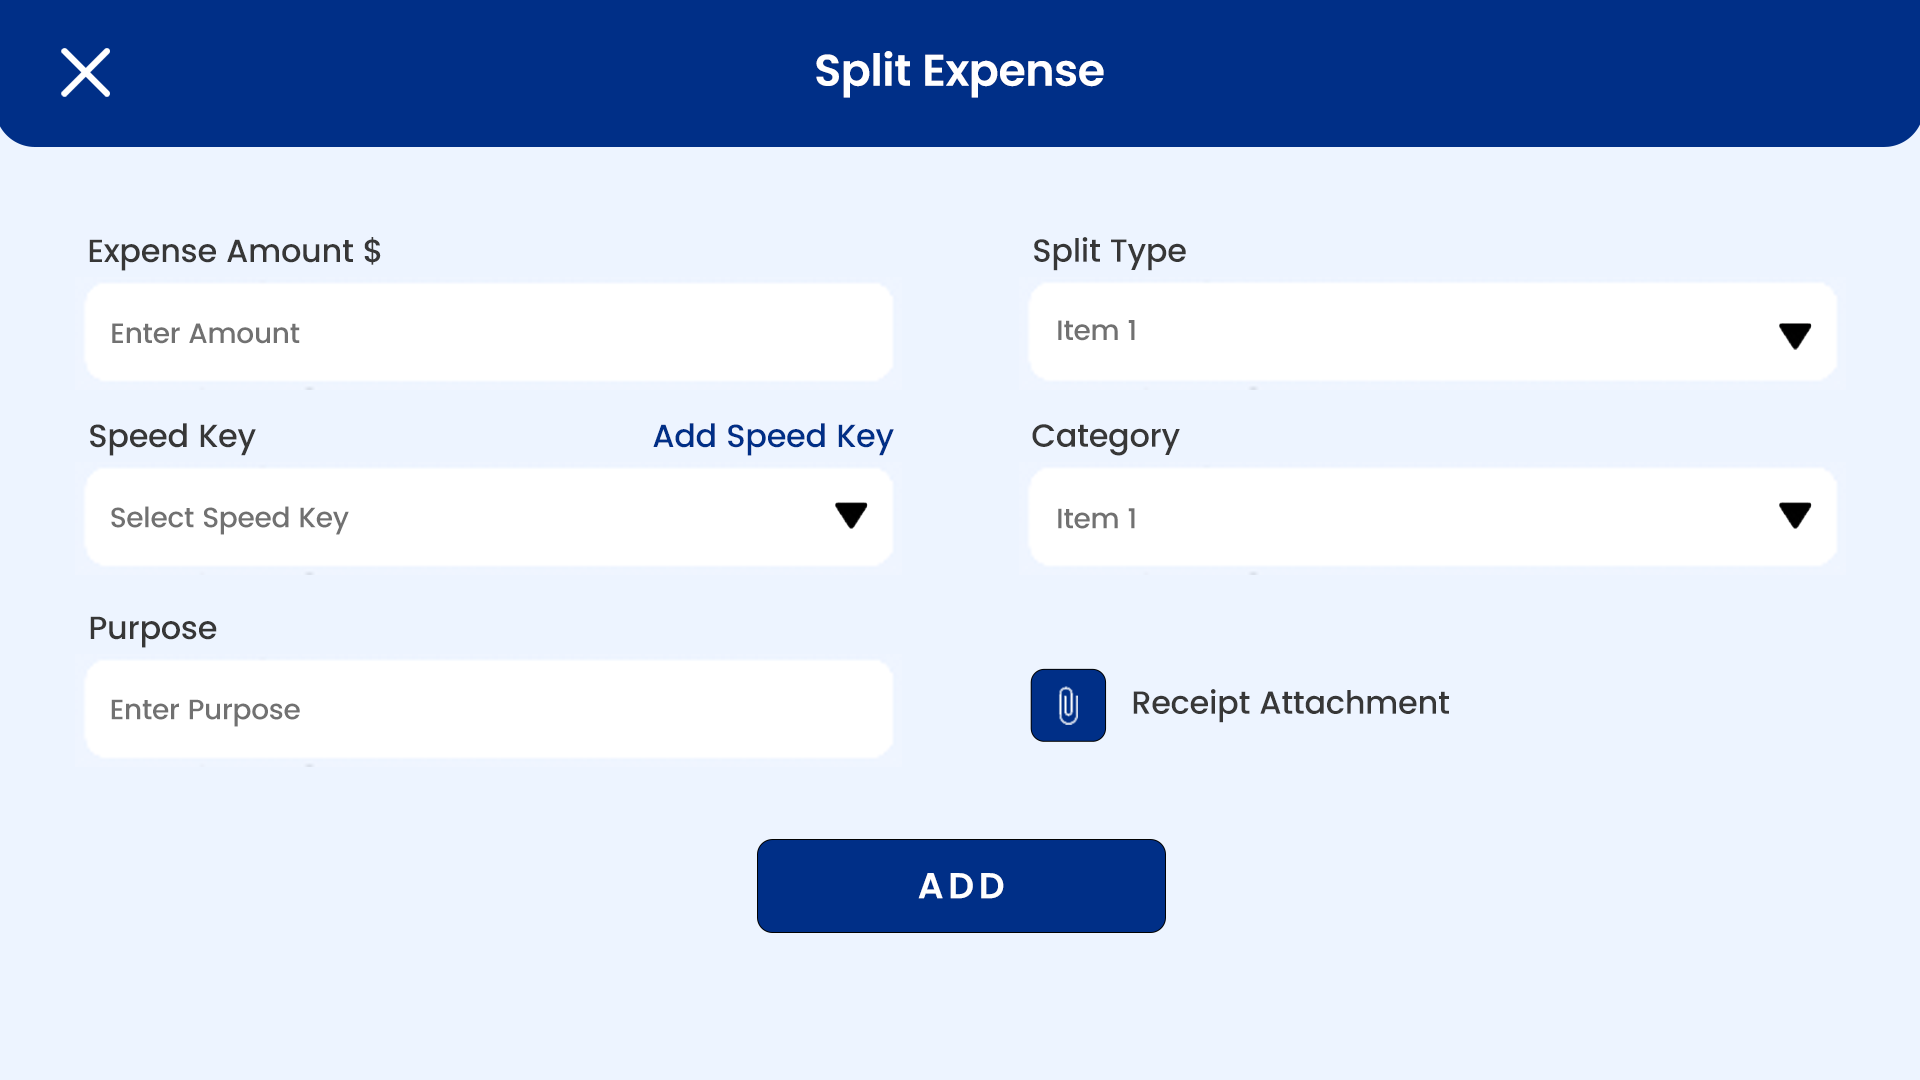 Split Expense
Expense Amount $
Split Type
Enter Amount
Item 1
Speed Key
Add Speed Key
Category
Select Speed Key
Item 1
Purpose
Enter Purpose
Receipt Attachment
ADD